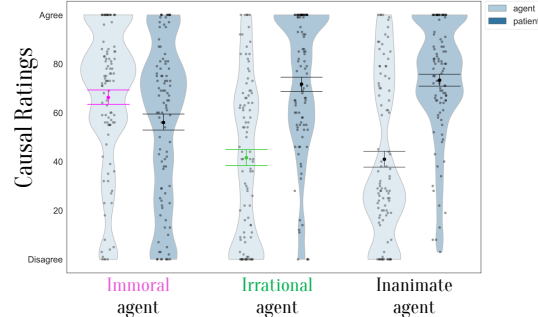 Agree
80
60
40
20
Disagree
Causal Ratings
Immoral
agent
Irrational
agent
Inanimate
agent
agent
patient